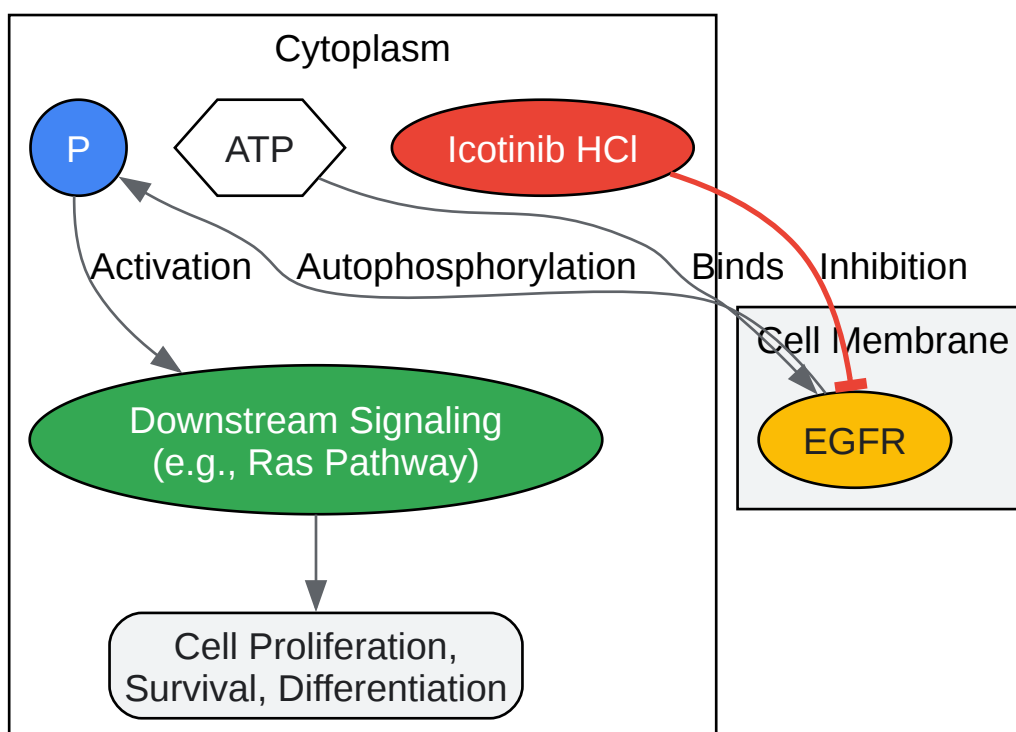 Cytoplasm
P
ATP
Icotinib HCl
Activation
Autophosphorylation
Binds
Inhibition
Cell Membrane
Downstream Signaling
(e.g., Ras Pathway)
EGFR
Cell Proliferation,
Survival, Differentiation